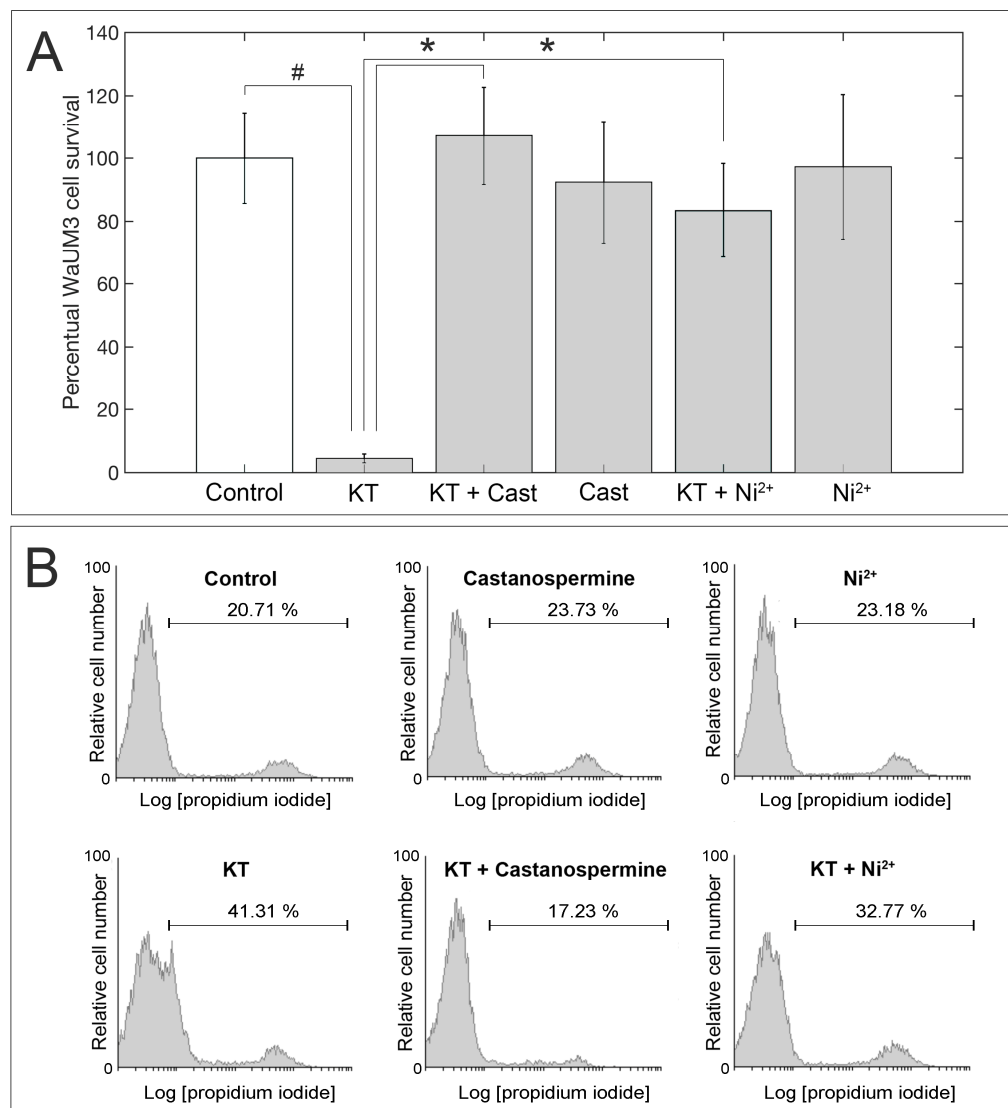 A
Percentual WaUM3 cell survival
140
120
100
80
60
40
20
0
#
*
*
Control
KT
KT + Cast
Cast
KT + Ni²⁺
Ni²⁺
B
100
Control
20.71 %
Relative cell number
0
Log [propidium iodide]
100
Castanospermine
23.73 %
Relative cell number
0
Log [propidium iodide]
100
Ni²⁺
23.18 %
Relative cell number
0
Log [propidium iodide]
100
KT
41.31 %
Relative cell number
0
Log [propidium iodide]
100
KT + Castanospermine
17.23 %
Relative cell number
0
Log [propidium iodide]
100
KT + Ni²⁺
32.77 %
Relative cell number
0
Log [propidium iodide]